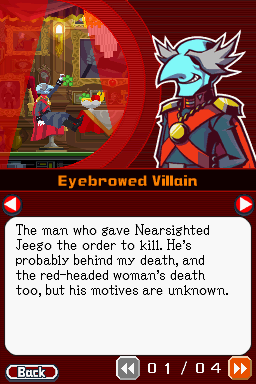 Eyebrowed Villain
The man who gave Nearsighted
Jeego the order to kill. He's
probably behind my death, and
the red-headed woman's death
too, but his motives are unknown.
Back
01/04